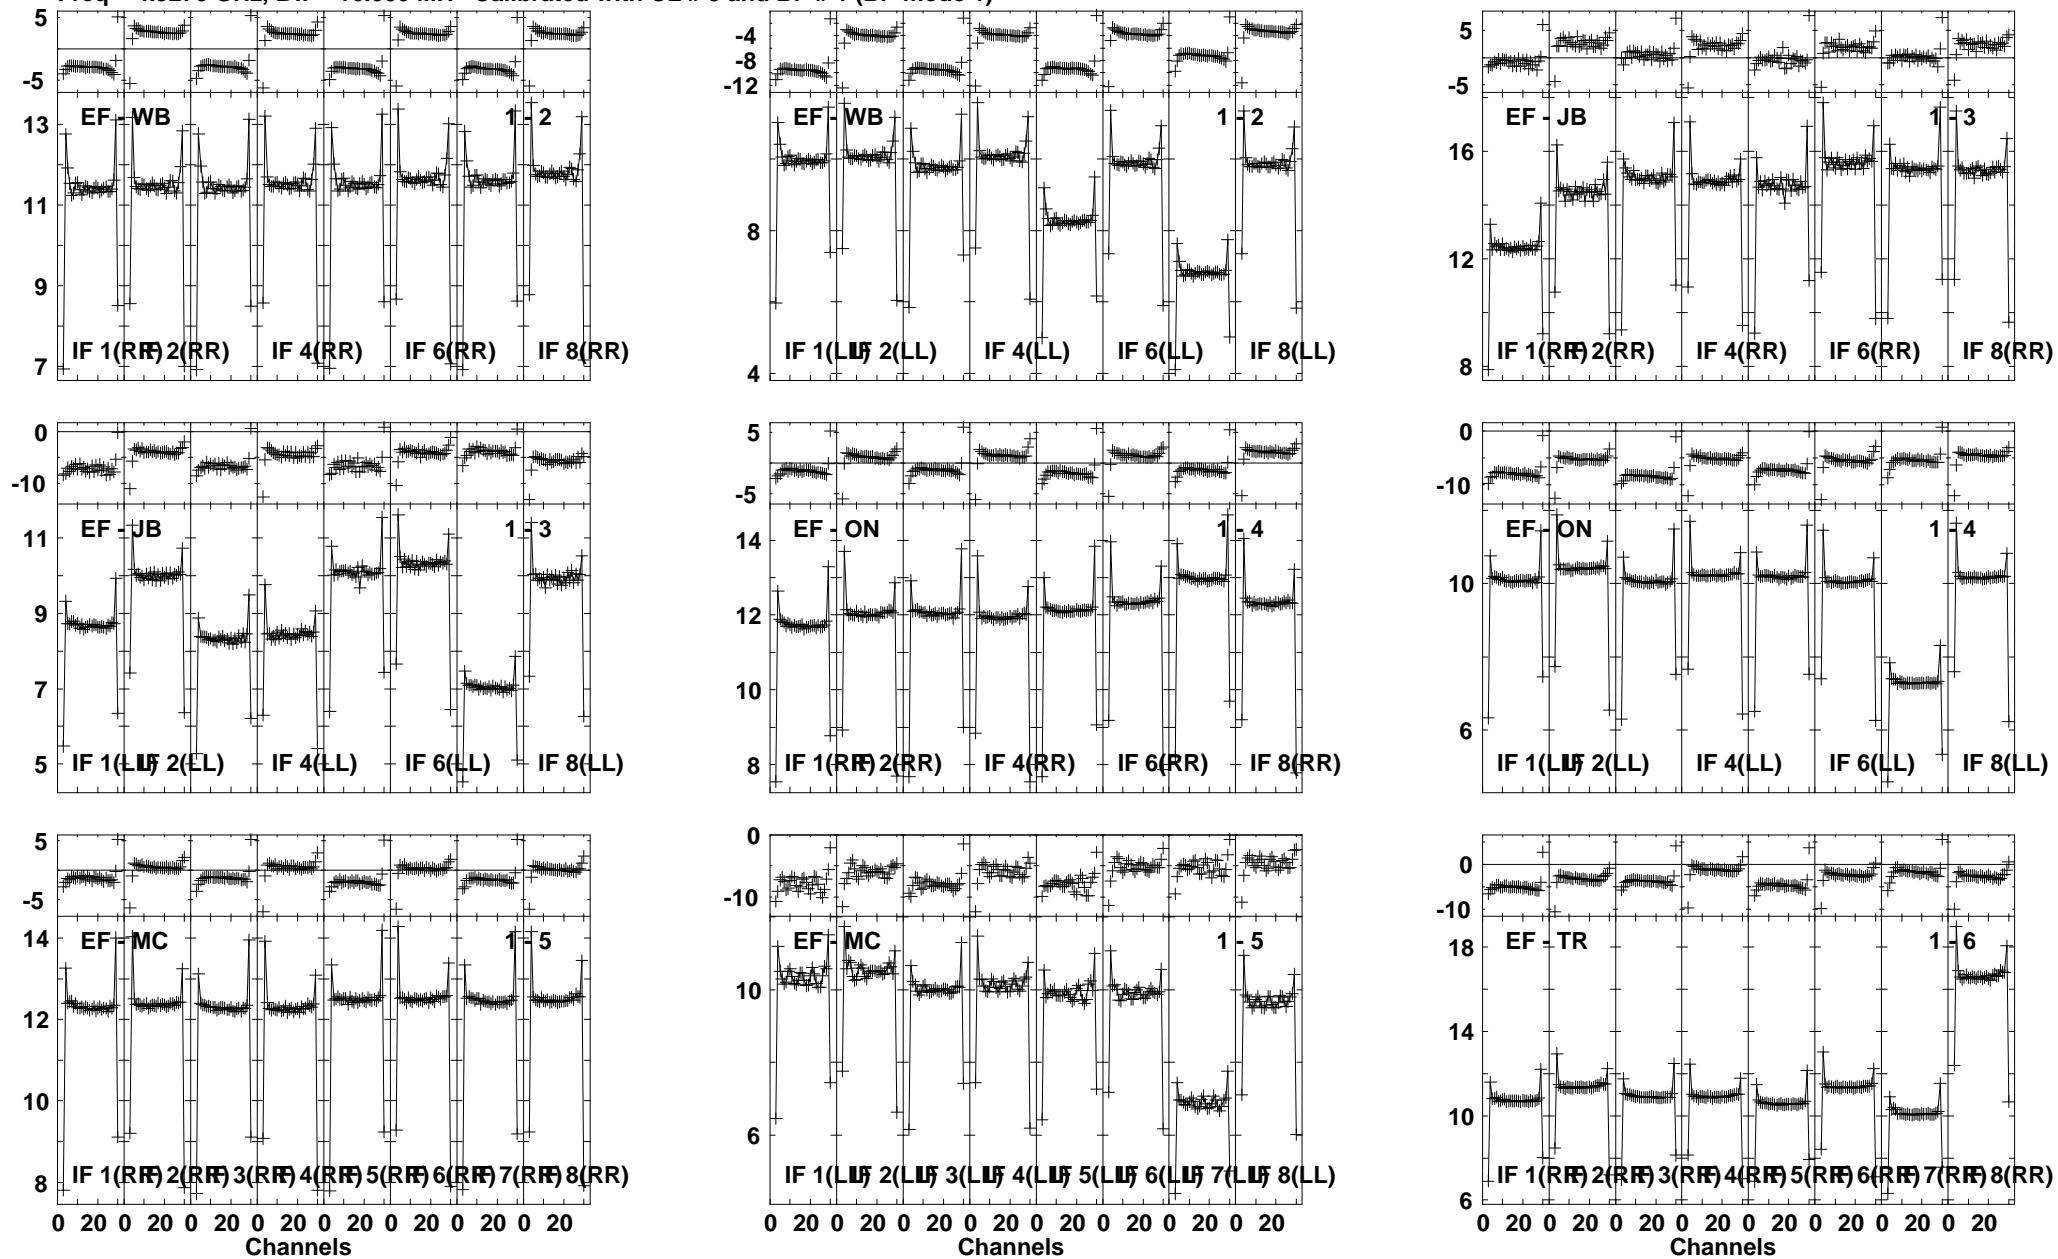 5
-5
13
11
9
7
EF - WB
1 - 2
IF 1(RR) IF 2(RR) IF 4(RR) IF 6(RR) IF 8(RR)
-4
-8
-12
8
4
EF - WB
1 - 2
IF 1(LL) IF 2(LL) IF 4(LL) IF 6(LL) IF 8(LL)
5
-5
16
12
8
EF - JB
1 - 3
IF 1(RR) IF 2(RR) IF 4(RR) IF 6(RR) IF 8(RR)
0
-10
11
9
7
5
EF - JB
1 - 3
IF 1(LL) IF 2(LL) IF 4(LL) IF 6(LL) IF 8(LL)
5
-5
14
12
10
8
EF - ON
1 - 4
IF 1(RR) IF 2(RR) IF 4(RR) IF 6(RR) IF 8(RR)
0
-10
10
6
EF - ON
1 - 4
IF 1(LL) IF 2(LL) IF 4(LL) IF 6(LL) IF 8(LL)
5
-5
14
12
10
8
EF - MC
1 - 5
IF 1(RR) IF 2(RR) IF 3(RR) IF 4(RR) IF 5(RR) IF 6(RR) IF 7(RR) IF 8(RR)
0 20 0 20 0 20 0 20 0 20 0 20 0 20 0 20
Channels
0
-10
10
6
EF - MC
1 - 5
IF 1(LL) IF 2(LL) IF 3(LL) IF 4(LL) IF 5(LL) IF 6(LL) IF 7(LL) IF 8(LL)
0 20 0 20 0 20 0 20 0 20 0 20 0 20 0 20
Channels
0
-10
18
14
10
6
EF - TR
1 - 6
IF 1(RR) IF 2(RR) IF 3(RR) IF 4(RR) IF 5(RR) IF 6(RR) IF 7(RR) IF 8(RR)
0 20 0 20 0 20 0 20 0 20 0 20 0 20 0 20
Channels